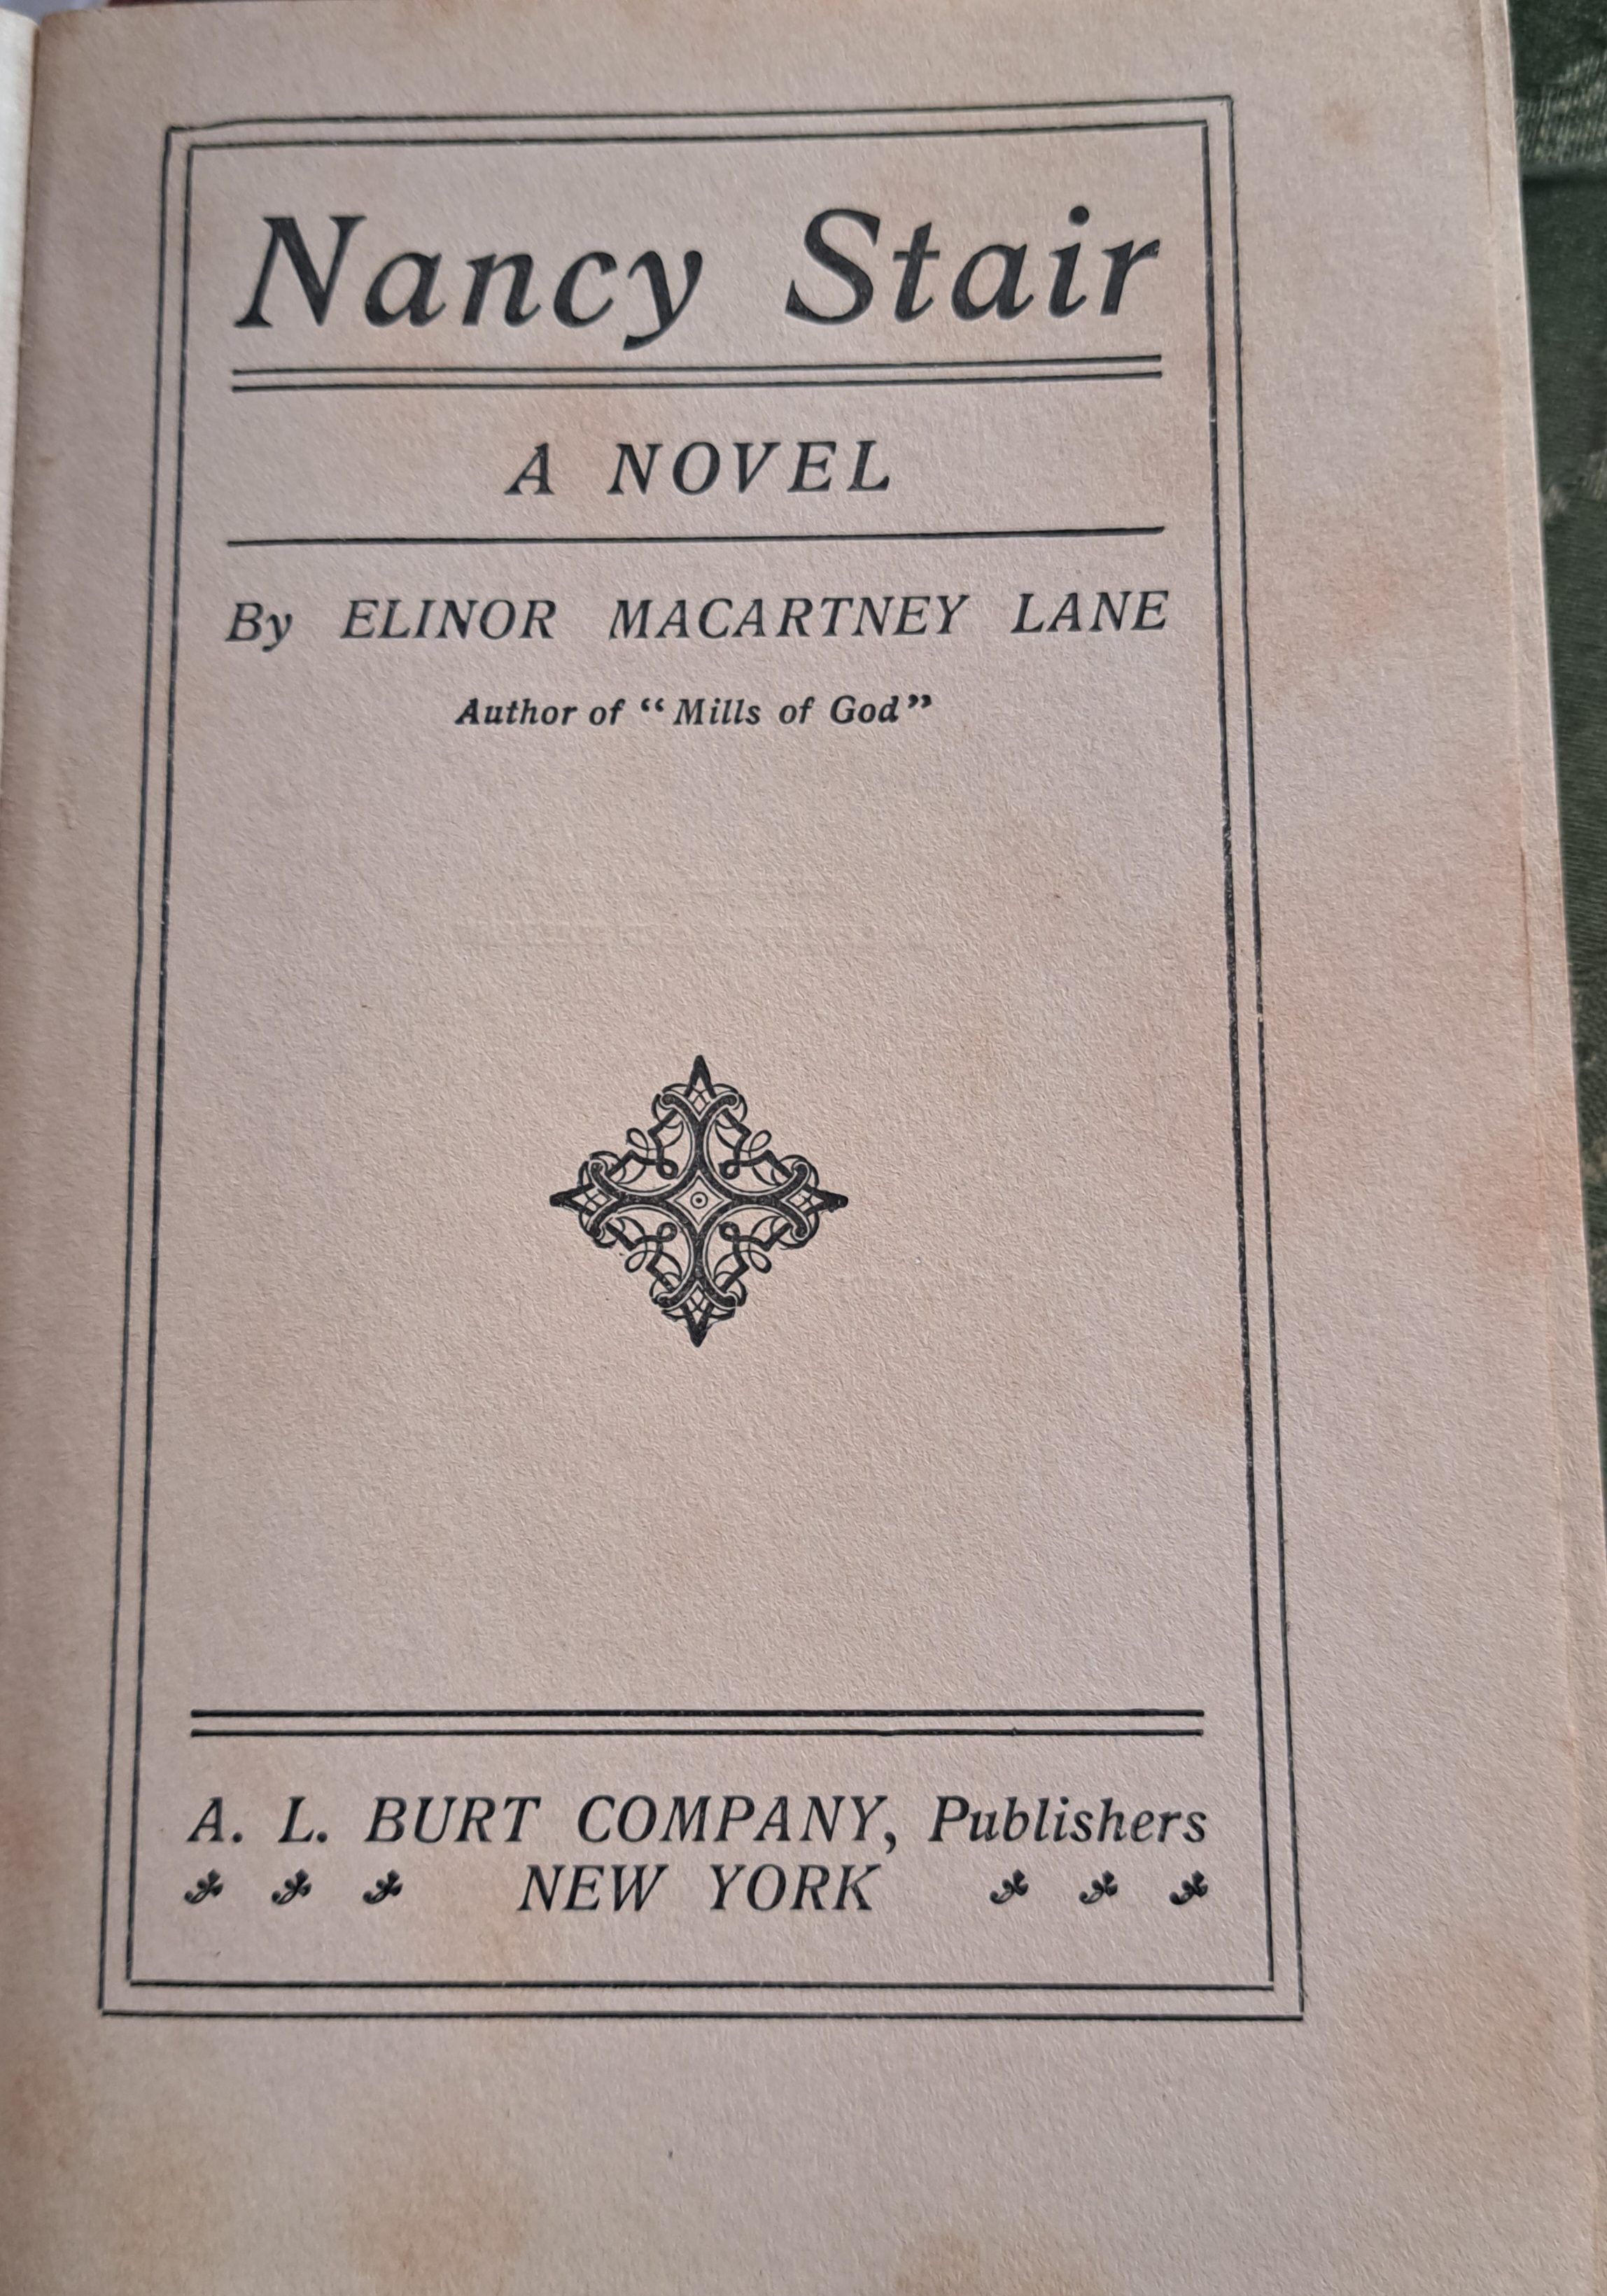 Nancy Stair
A NOVEL
By ELINOR MACARTNEY LANE
Author of “Mills of God”
A. L. BURT COMPANY, Publishers
NEW YORK